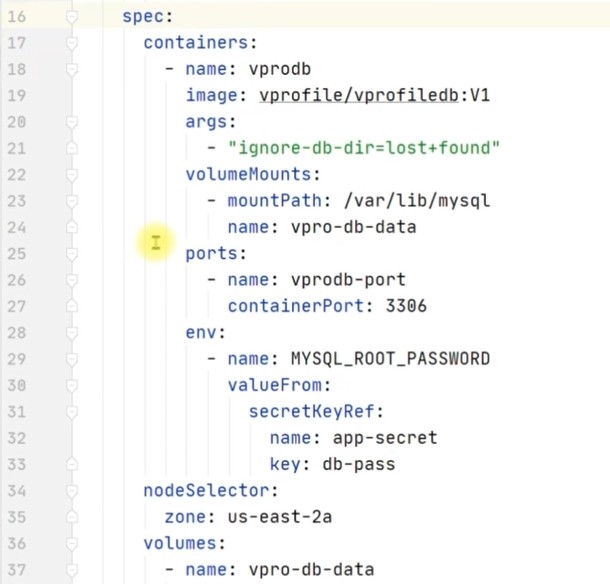 16 spec:
17 containers:
18 - name: vprodb
19 image: vprofile/vprofiledb:V1
20 args:
21 - "ignore-db-dir=lost+found"
22 volumeMounts:
23 - mountPath: /var/lib/mysql
24 name: vpro-db-data
25 ports:
26 - name: vprodb-port
27 containerPort: 3306
28 env:
29 - name: MYSQL_ROOT_PASSWORD
30 valueFrom:
31 secretKeyRef:
32 name: app-secret
33 key: db-pass
34 nodeSelector:
35 zone: us-east-2a
36 volumes:
37 - name: vpro-db-data